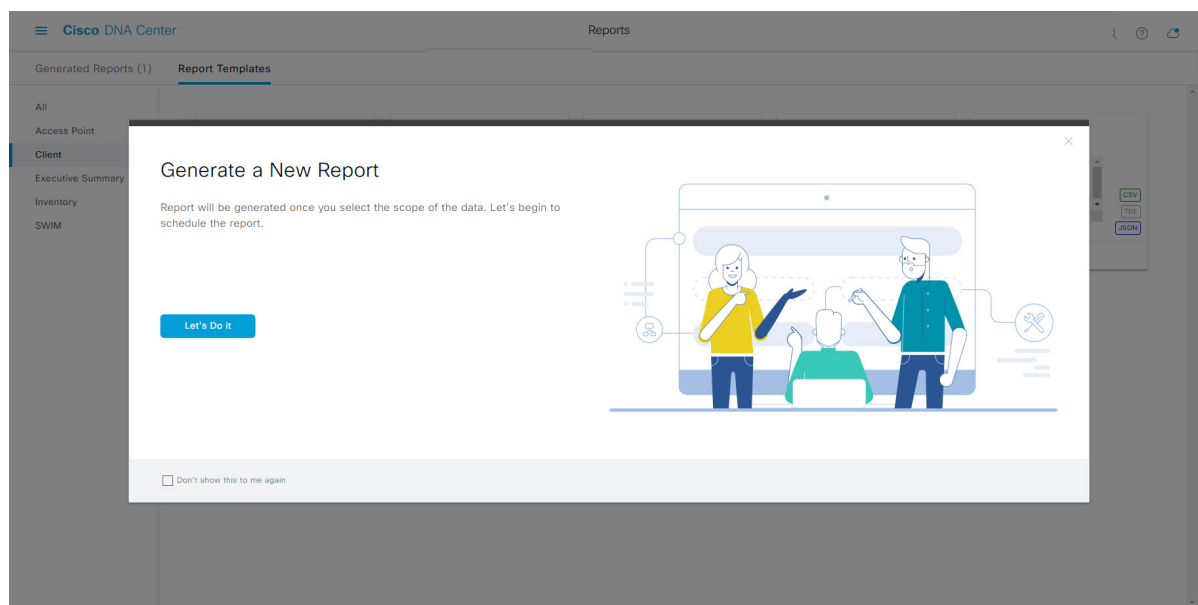 Cisco DNA Center
Reports
Generated Reports (1)
Report Templates
All
Access Point
Client
Executive Summary
Inventory
SWIM
Generate a New Report
Report will be generated once you select the scope of the data. Let's begin to
schedule the report.
Let's Do it
Don't show this to me again
CSV
TDE
JSON